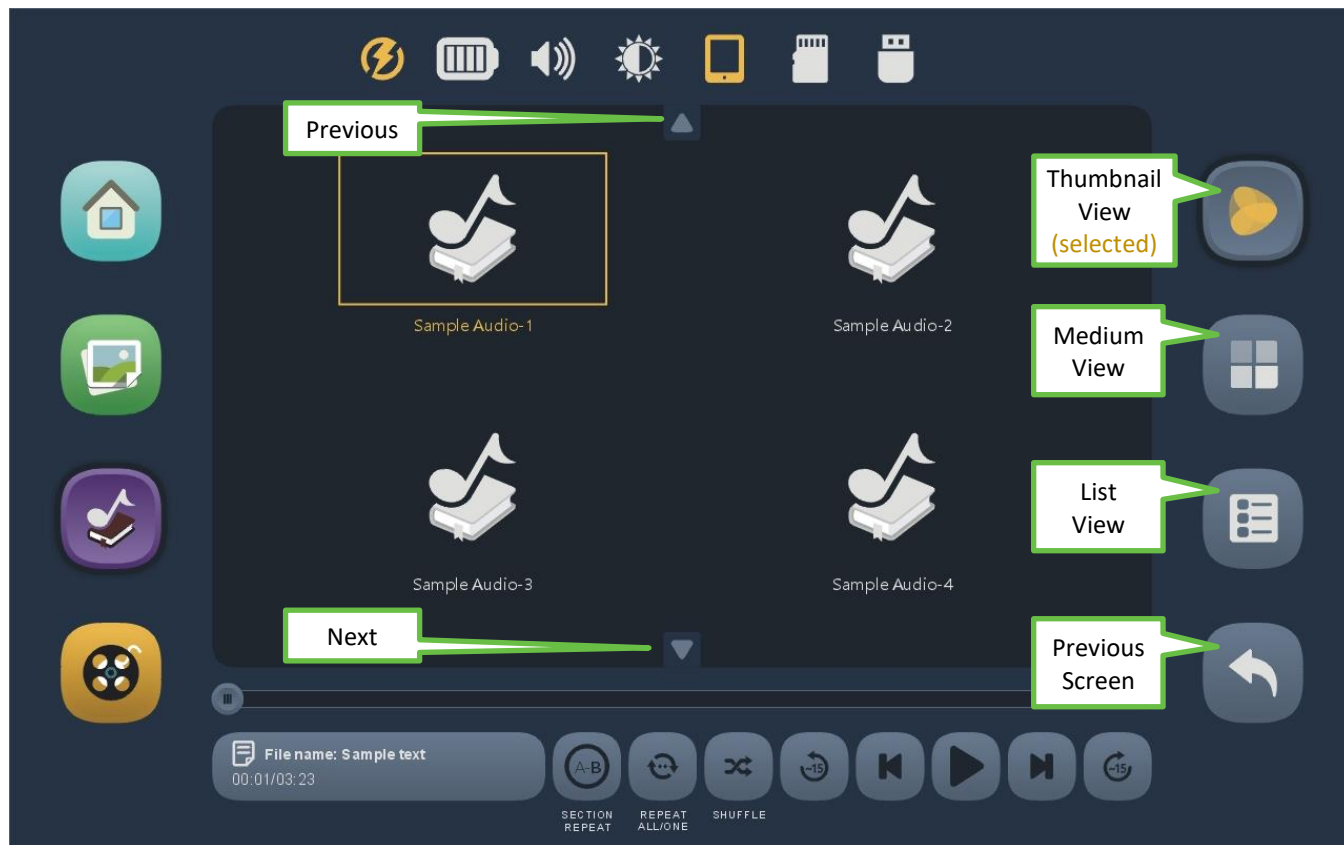 Previous
Thumbnail
View
(selected)
Sample Audio-1
Sample Audio-2
Medium
View
List
View
Sample Audio-3
Sample Audio-4
Next
Previous
Screen
File name: Sample text
00:01/03:23
A-B
~15
~15
SECTION
REPEAT
REPEAT
ALL/ONE
SHUFFLE